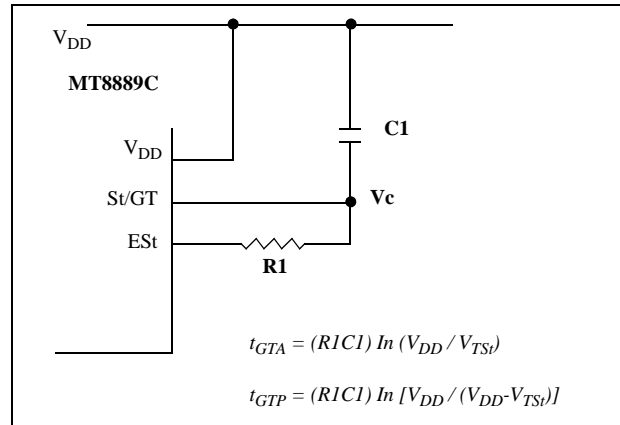 VDD
MT8889C
C1
VDD
St/GT
Vc
ESt
R1
tGTA = (R1C1) In (VDD / VTSt)
tGTP = (R1C1) In [VDD / (VDD-VTSt)]